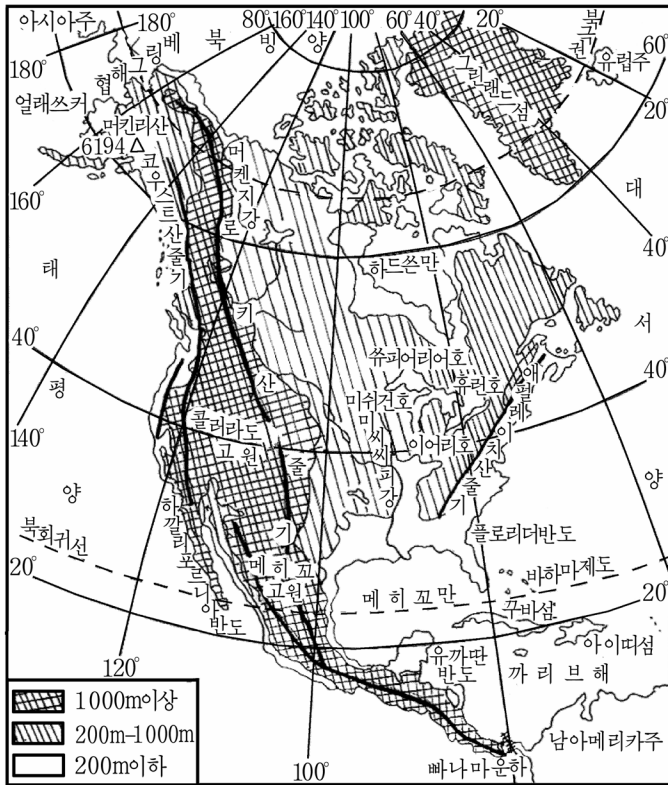 아시아주
180°
80°
160°
140°
100°
60°
40°
20°
북빙양
북극권
유럽주
60°
20°
180°
베링그해협
그린랜드섬
얼래쓰커
머킨리산
6194
코우스트산줄기
머켄지강
160°
대서양
40°
하드쓴만
로키산줄기
태평양
40°
쓔피어리어호
휴런호
미쉬건호
애펄레이치산줄기
미씨씨피강
이어리호
40°
140°
콜러라도
고원
하깔리포르니아
반도
플로리더반도
북회귀선
메히꼬
고원
메히꼬만
바하마제도
꾸바섬
20°
20°
아이띠섬
유까딴
반도
까리브해
120°
남아메리카주
빠나마운하
100°
1000m이상
200m-1000m
200m이하